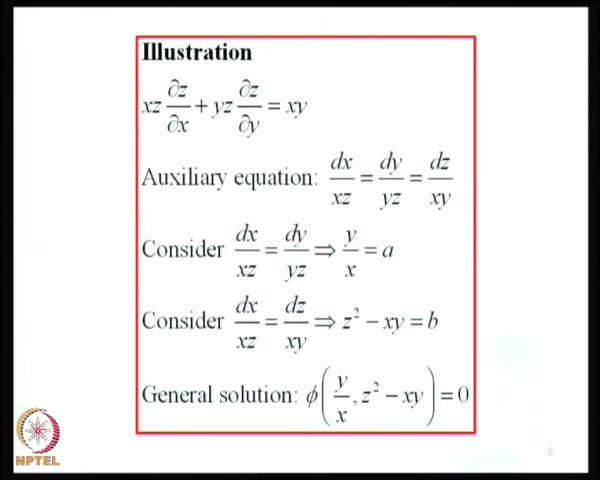 Illustration
xz ∂z/∂x + yz ∂z/∂y = xy
Auxiliary equation: dx/xz = dy/yz = dz/xy
Consider dx/xz = dy/yz ⇒ y/x = a
Consider dx/xz = dz/xy ⇒ z² − xy = b
General solution: ϕ(y/x, z² − xy) = 0
NPTEL
6